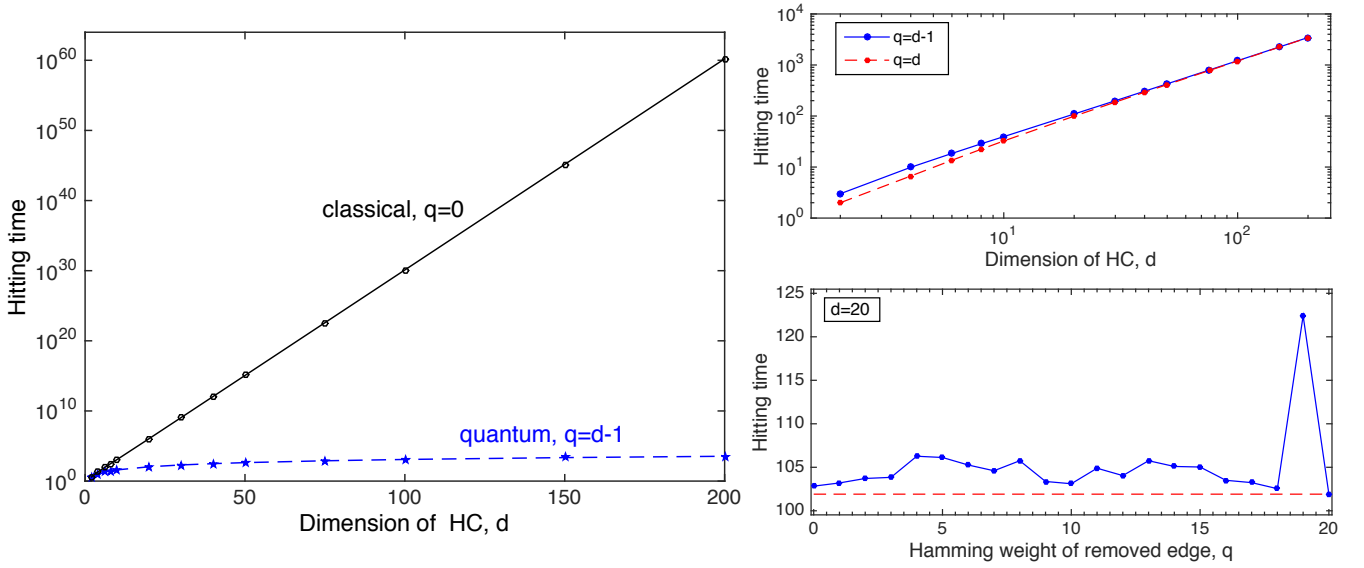 Hitting time
10^60
10^50
10^40
10^30
10^20
10^10
10^0
classical, q=0
quantum, q=d-1
0 50 100 150 200
Dimension of HC, d
Hitting time
10^4
10^3
10^2
10^1
10^0
q=d-1
q=d
10^1 10^2
Dimension of HC, d
Hitting time
125
120
115
110
105
100
d=20
0 5 10 15 20
Hamming weight of removed edge, q